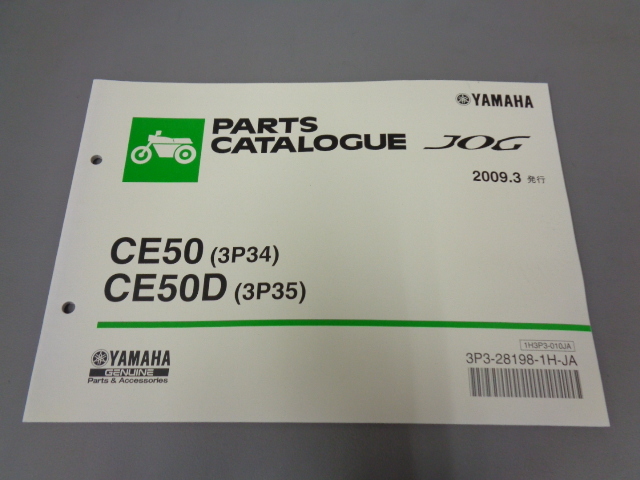 YAMAHA
PARTS
CATALOGUE
JOG
2009.3 発行
CE50 (3P34)
CE50D (3P35)
YAMAHA
GENUINE
Parts & Accessories
1H3P3-010JA
3P3-28198-1H-JA